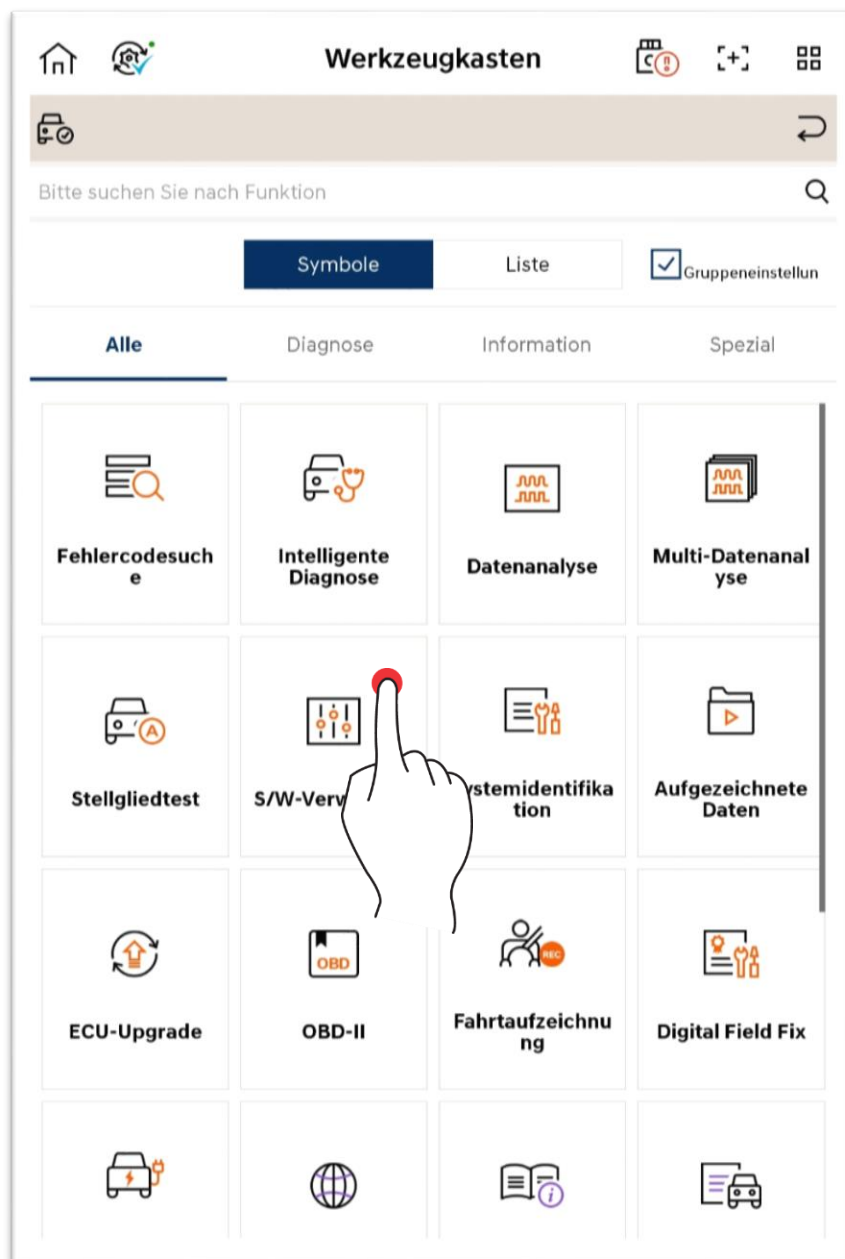 Werkzeugkasten
Bitte suchen Sie nach Funktion
Symbole Liste Gruppeneinstellun
Alle Diagnose Information Spezial
Fehlercodesuch
e
Intelligente
Diagnose
Datenanalyse
Multi-Datenanal
yse
Stellgliedtest
S/W-Verw
ystemidentifika
tion
Aufgezeichnete
Daten
ECU-Upgrade
OBD
OBD-II
REC
Fahrtaufzeichnu
ng
Digital Field Fix